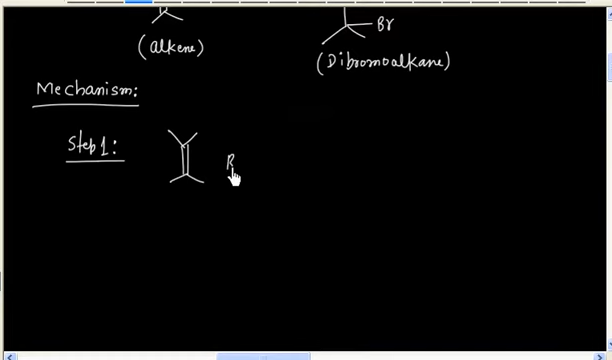 Br
(alkene)
(Dibromoalkane)
Mechanism:
Step 1:
B